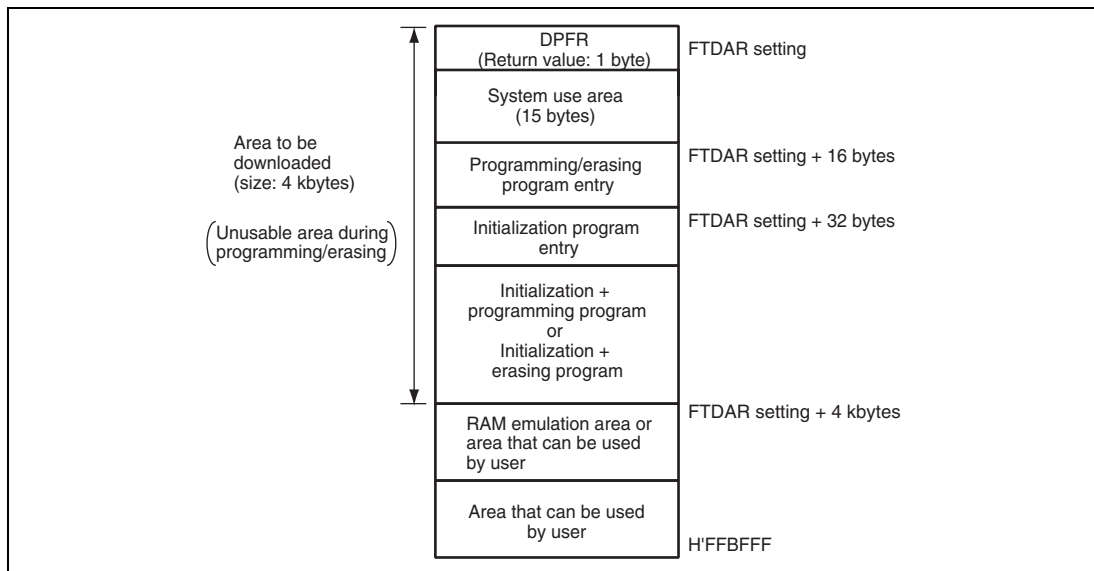 DPFR
(Return value: 1 byte)
FTDAR setting
System use area
(15 bytes)
Area to be
downloaded
(size: 4 kbytes)
(Unusable area during
programming/erasing)
FTDAR setting + 16 bytes
Programming/erasing
program entry
FTDAR setting + 32 bytes
Initialization program
entry
Initialization +
programming program
or
Initialization +
erasing program
FTDAR setting + 4 kbytes
RAM emulation area or
area that can be used
by user
Area that can be used
by user
H'FFBFFF